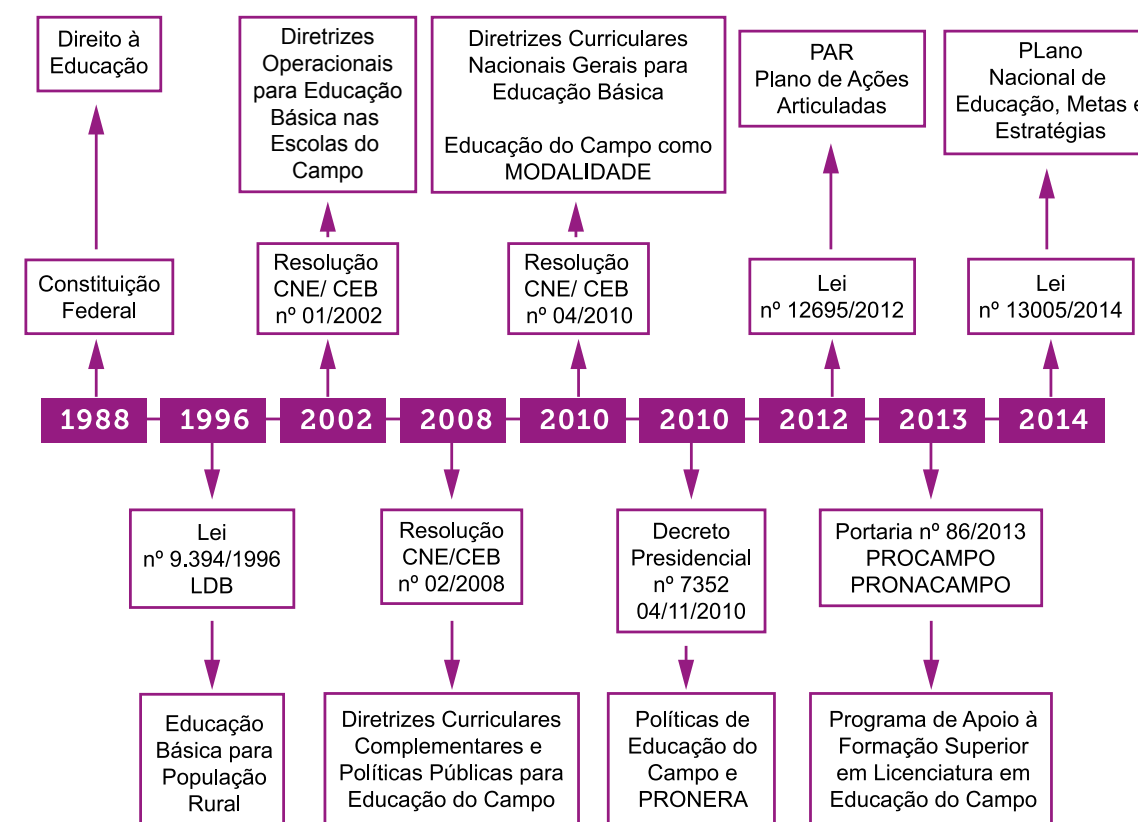 Direito à
Educação
Diretrizes
Operacionais
para Educação
Básica nas
Escolas do
Campo
Diretrizes Curriculares
Nacionais Gerais para
Educação Básica
Educação do Campo como
MODALIDADE
PAR
Plano de Ações
Articuladas
PLano
Nacional de
Educação, Metas e
Estratégias
Constituição
Federal
Resolução
CNE/ CEB
nº 01/2002
Resolução
CNE/ CEB
nº 04/2010
Lei
nº 12695/2012
Lei
nº 13005/2014
1988 1996 2002 2008 2010 2010 2012 2013 2014
Lei
nº 9.394/1996
LDB
Resolução
CNE/CEB
nº 02/2008
Decreto
Presidencial
nº 7352
04/11/2010
Portaria nº 86/2013
PROCAMPO
PRONACAMPO
Educação
Básica para
População
Rural
Diretrizes Curriculares
Complementares e
Políticas Públicas para
Educação do Campo
Políticas de
Educação do
Campo e
PRONERA
Programa de Apoio à
Formação Superior
em Licenciatura em
Educação do Campo